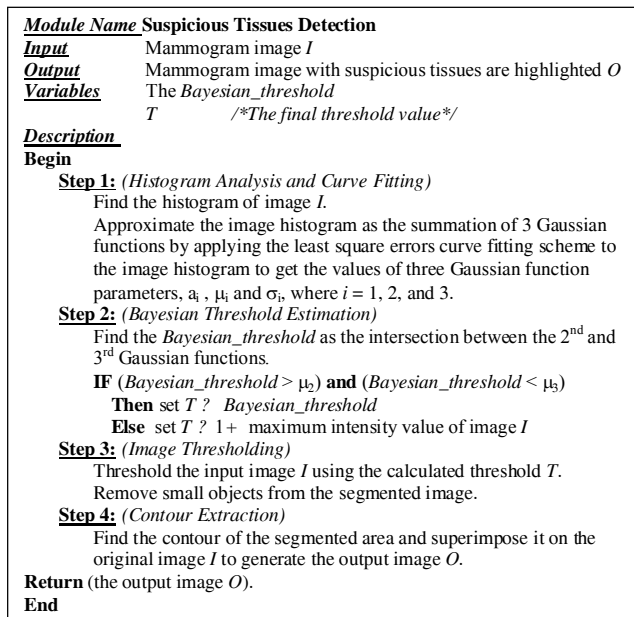 Module Name Suspicious Tissues Detection
Input Mammogram image I
Output Mammogram image with suspicious tissues are highlighted O
Variables The Bayesian_threshold
T /*The final threshold value*/
Description
Begin
Step 1: (Histogram Analysis and Curve Fitting)
Find the histogram of image I.
Approximate the image histogram as the summation of 3 Gaussian
functions by applying the least square errors curve fitting scheme to
the image histogram to get the values of three Gaussian function
parameters, aᵢ , μᵢ and σᵢ, where i = 1, 2, and 3.
Step 2: (Bayesian Threshold Estimation)
Find the Bayesian_threshold as the intersection between the 2ⁿᵈ and
3ʳᵈ Gaussian functions.
IF (Bayesian_threshold > μ₂) and (Bayesian_threshold < μ₃)
Then set T ? Bayesian_threshold
Else set T ? 1+ maximum intensity value of image I
Step 3: (Image Thresholding)
Threshold the input image I using the calculated threshold T.
Remove small objects from the segmented image.
Step 4: (Contour Extraction)
Find the contour of the segmented area and superimpose it on the
original image I to generate the output image O.
Return (the output image O).
End